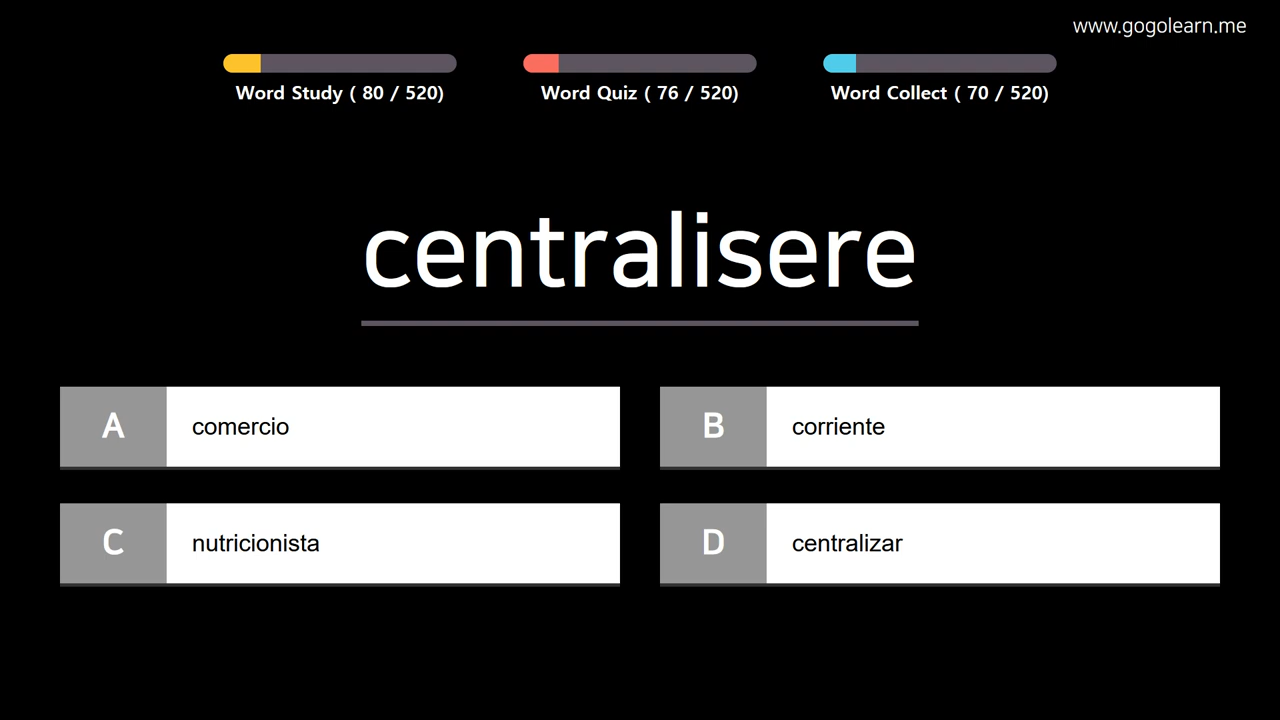 www.gogolearn.me
Word Study ( 80 / 520)
Word Quiz ( 76 / 520)
Word Collect ( 70 / 520)
centralisere
A comercio
B corriente
C nutricionista
D centralizar